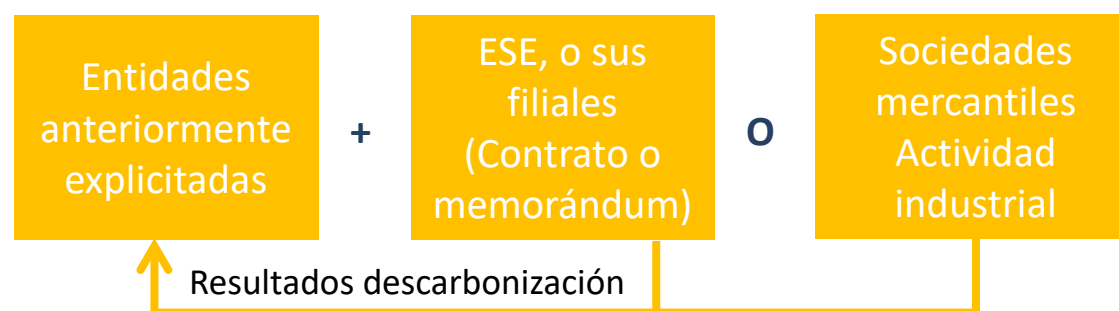 Entidades
anteriormente
explicitadas
+
ESE, o sus
filiales
(Contrato o
memorándum)
O
Sociedades
mercantiles
Actividad
industrial
Resultados descarbonización